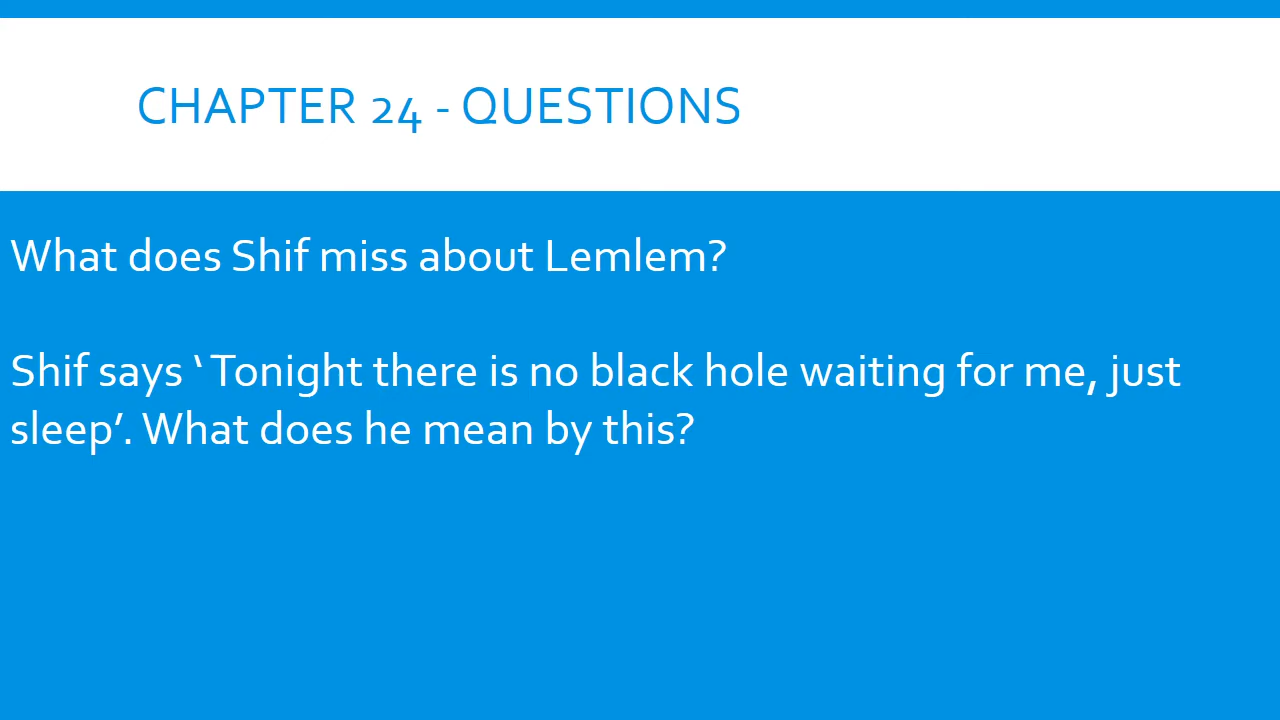 CHAPTER 24 - QUESTIONS
What does Shif miss about Lemlem?
Shif says ‘ Tonight there is no black hole waiting for me, just
sleep’. What does he mean by this?